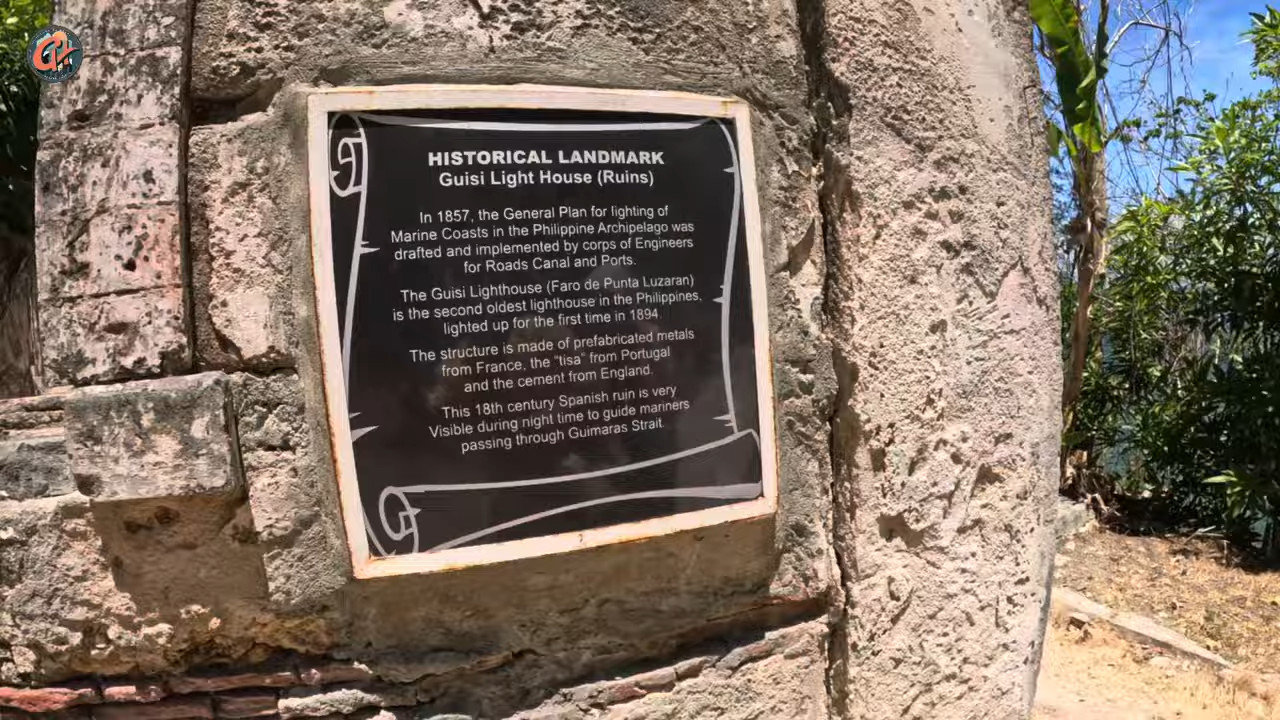 HISTORICAL LANDMARK
Guisi Light House (Ruins)
In 1857, the General Plan for lighting of
Marine Coasts in the Philippine Archipelago was
drafted and implemented by corps of Engineers
for Roads Canal and Ports.
The Guisi Lighthouse (Faro de Punta Luzaran)
is the second oldest lighthouse in the Philippines,
lighted up for the first time in 1894.
The structure is made of prefabricated metals
from France, the "tisa" from Portugal
and the cement from England.
This 18th century Spanish ruin is very
Visible during night time to guide mariners
passing through Guimaras Strait.